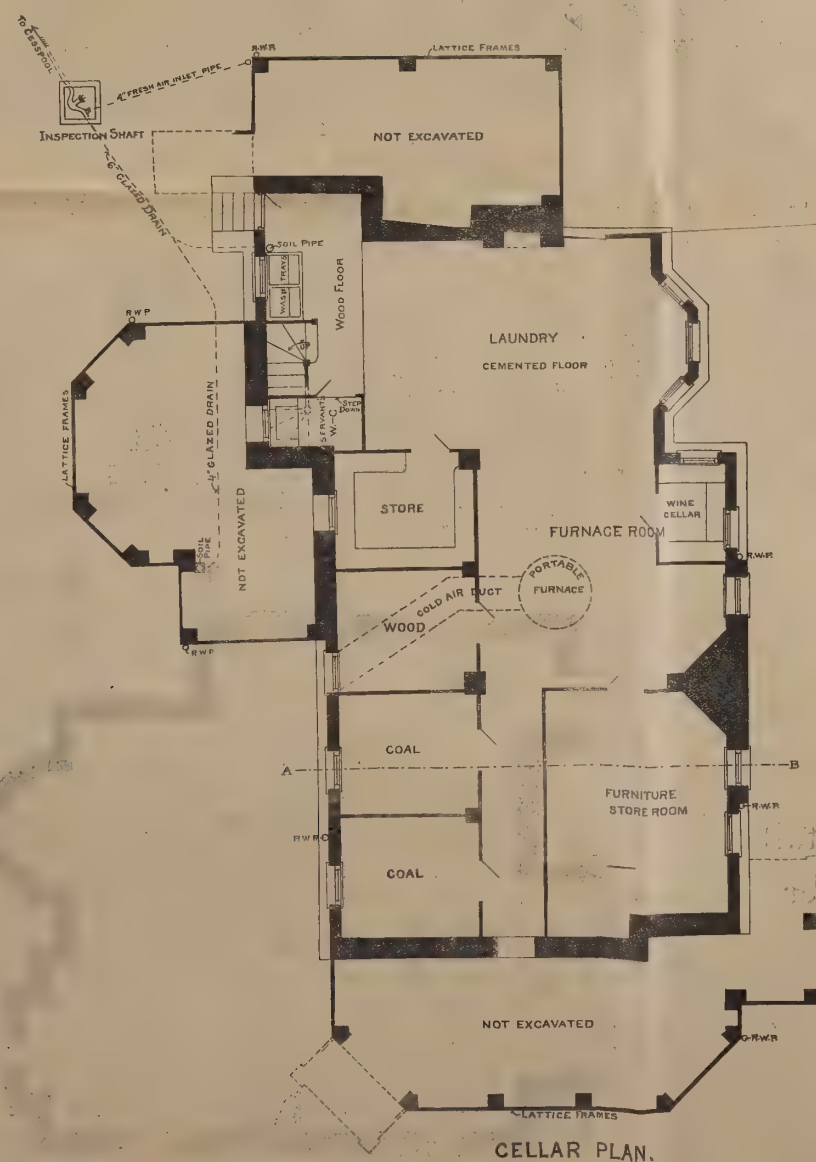 TO CESSPOOL
R.W.P.
LATTICE FRAMES
4" FRESH AIR INLET PIPE
INSPECTION SHAFT
NOT EXCAVATED
6" GLAZED DRAIN
SOIL PIPE
WASH TRAYS
WOOD FLOOR
LAUNDRY
CEMENTED FLOOR
R W P
UP
LATTICE FRAMES
4" GLAZED DRAIN
SERVANTS
W-C
STEP
DOWN
STORE
WINE
CELLAR
FURNACE ROOM
NOT EXCAVATED
SOIL
PIPE
R.W.P.
PORTABLE
FURNACE
COLD AIR DUCT
WOOD
R W P
COAL
A
B
FURNITURE
STORE ROOM
R.W.P.
R W P
COAL
NOT EXCAVATED
R.W.P.
LATTICE FRAMES
CELLAR PLAN.